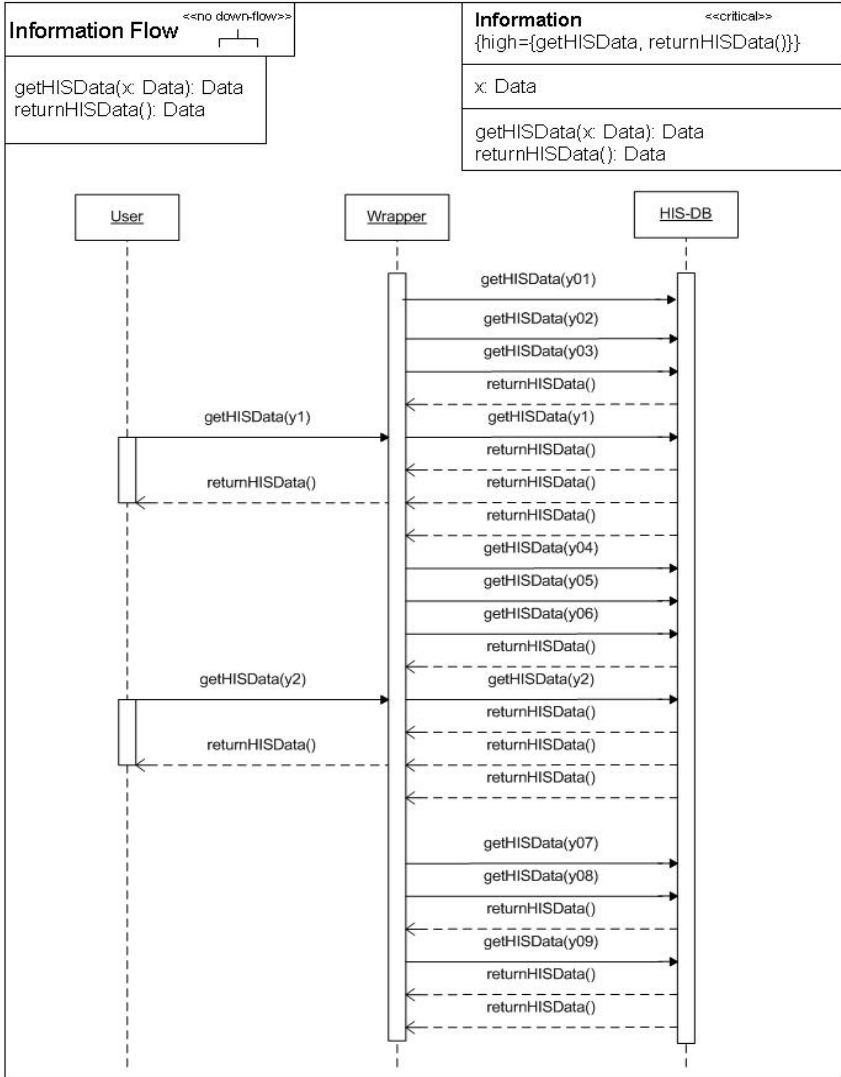 Information Flow
<<no down-flow>>
getHISData(x: Data): Data
returnHISData(): Data
Information
<<critical>>
{high={getHISData, returnHISData()}}
x: Data
getHISData(x: Data): Data
returnHISData(): Data
User
Wrapper
HIS-DB
getHISData(y01)
getHISData(y02)
getHISData(y03)
returnHISData()
getHISData(y1)
getHISData(y1)
returnHISData()
returnHISData()
returnHISData()
returnHISData()
getHISData(y04)
getHISData(y05)
getHISData(y06)
returnHISData()
getHISData(y2)
getHISData(y2)
returnHISData()
returnHISData()
returnHISData()
returnHISData()
getHISData(y07)
getHISData(y08)
returnHISData()
getHISData(y09)
returnHISData()
returnHISData()